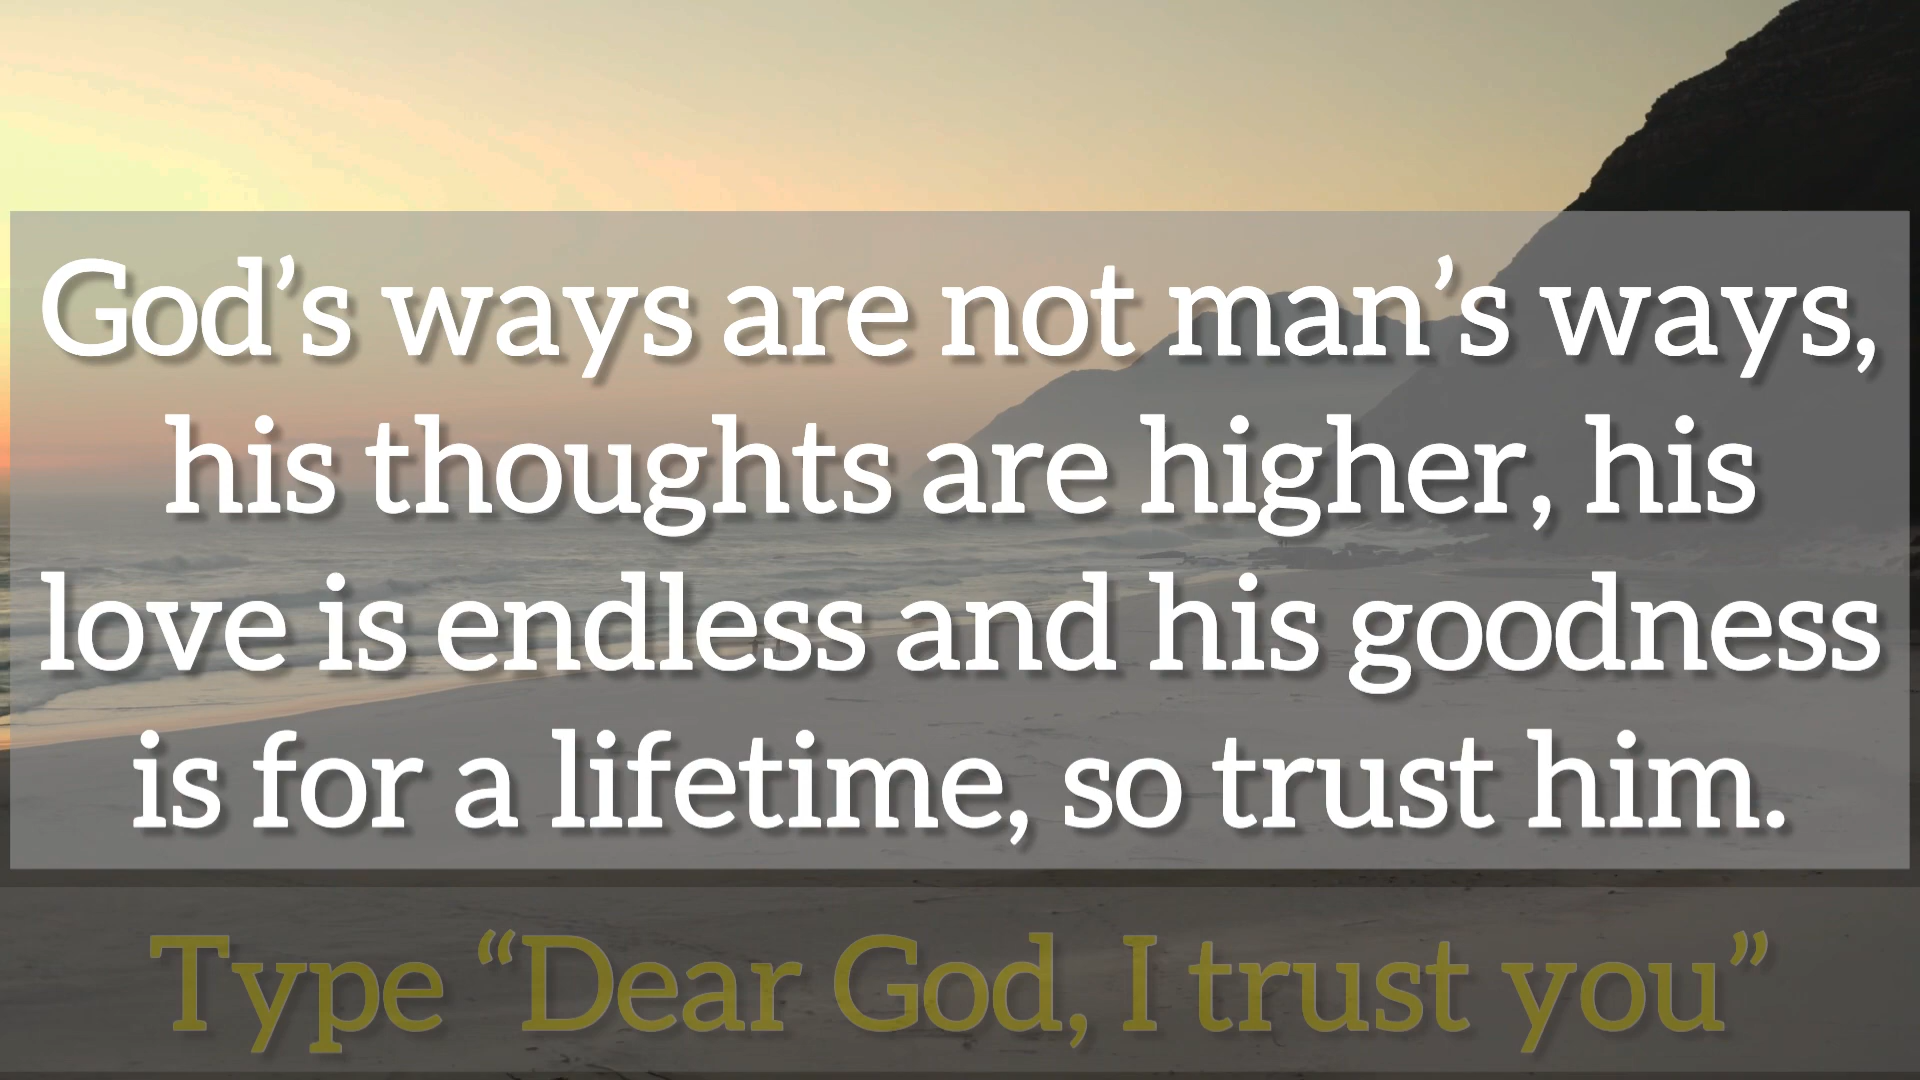 God’s ways are not man’s ways,
his thoughts are higher, his
love is endless and his goodness
is for a lifetime, so trust him.
Type “Dear God, I trust you”